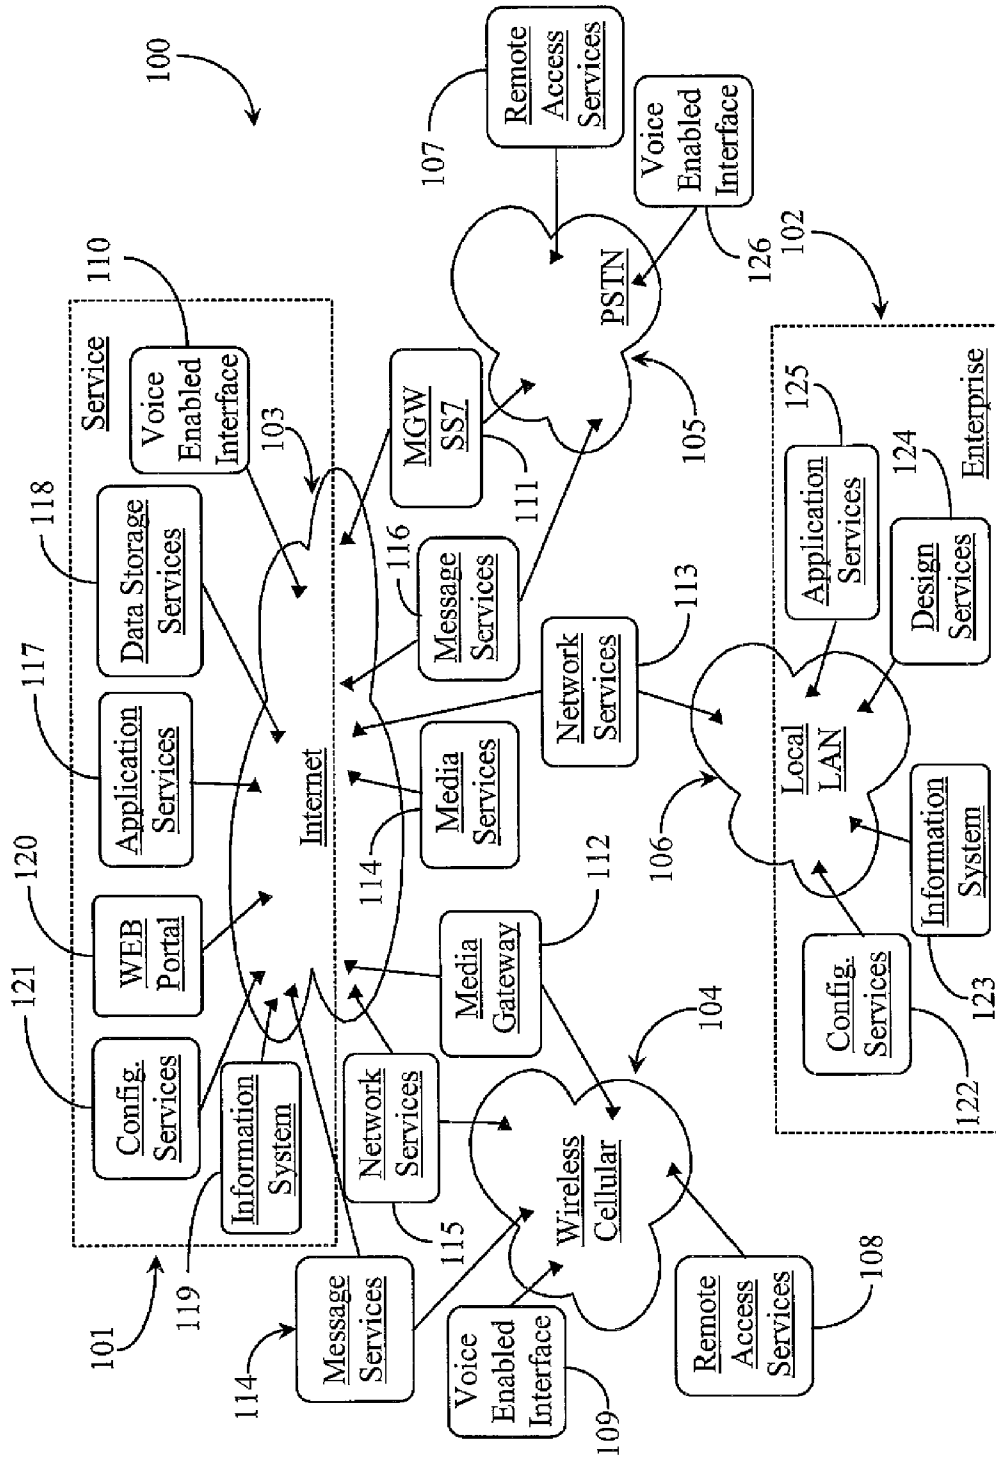 100
101
121
120
117
118
110
Service
Config.
Services
WEB
Portal
Application
Services
Data Storage
Services
Voice
Enabled
Interface
119
Information
System
Internet
103
114
Message
Services
115
Network
Services
Media
Gateway
112
114
Media
Services
116
Message
Services
MGW
SS7
111
107
Remote
Access
Services
Voice
Enabled
Interface
109
Wireless
Cellular
104
Network
Services
113
PSTN
105
Voice
Enabled
Interface
126
102
Remote
Access
Services
108
106
Local
LAN
Config.
Services
122
Information
System
123
Application
Services
125
Design
Services
124
Enterprise